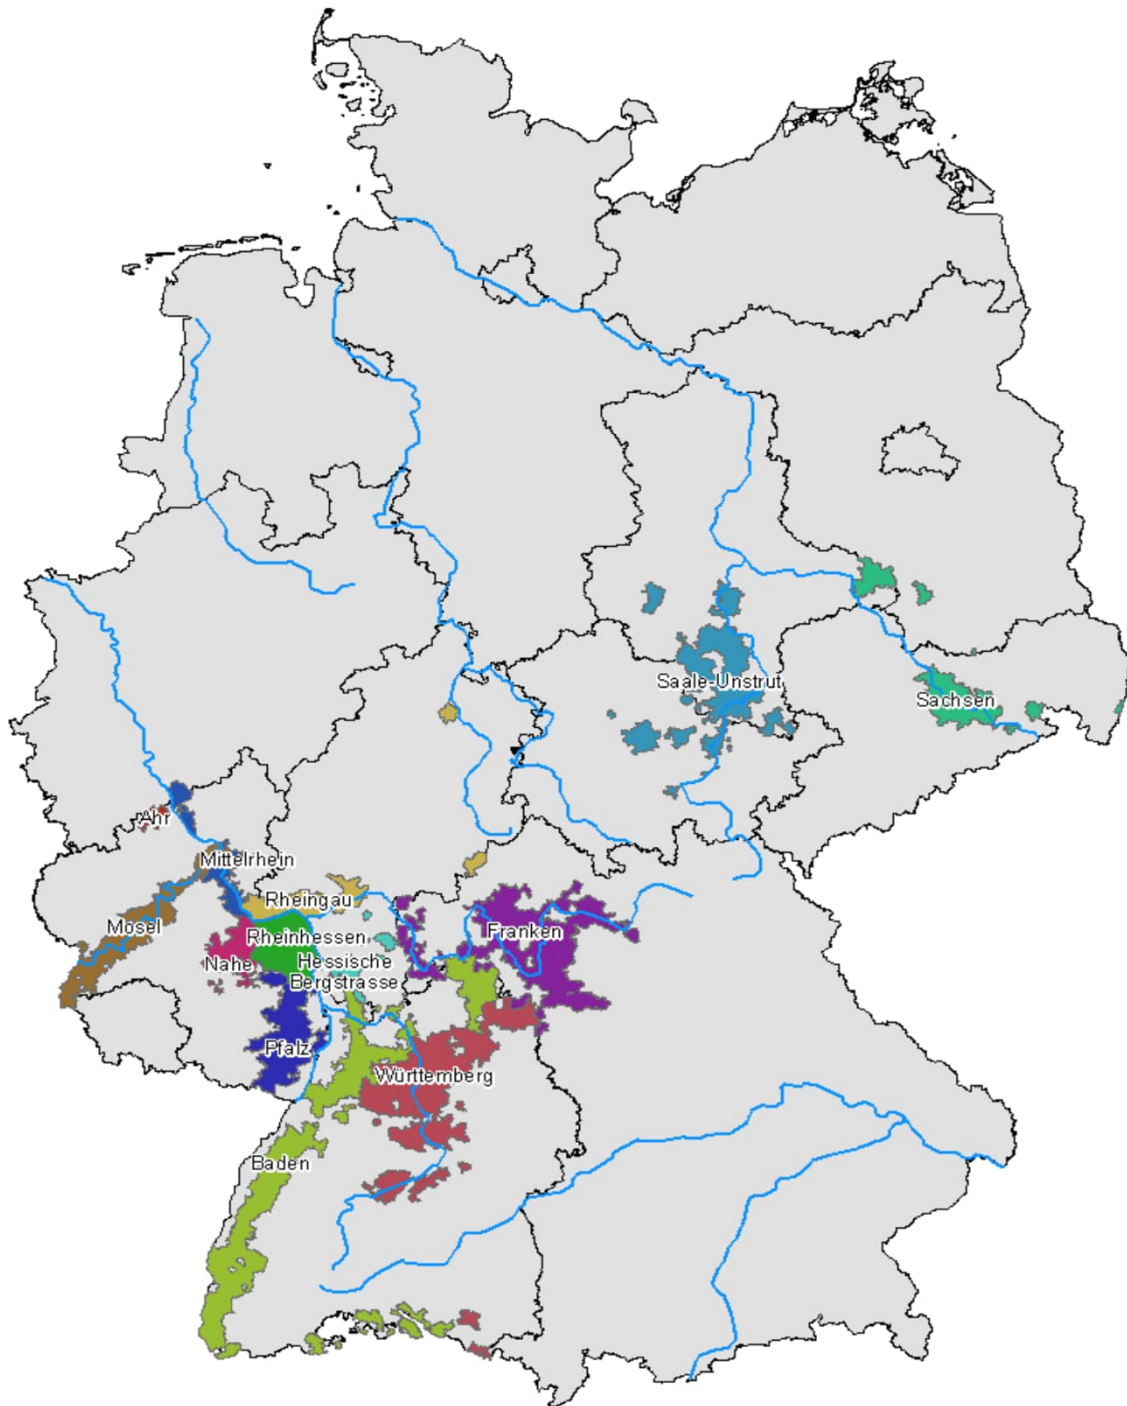 Saale-Unstrut
Sachsen
Ahr
Mittelrhein
Rheingau
Mosel
Rheinhessen
Franken
Nahe
Hessische
Bergstrasse
Pfalz
Württemberg
Baden